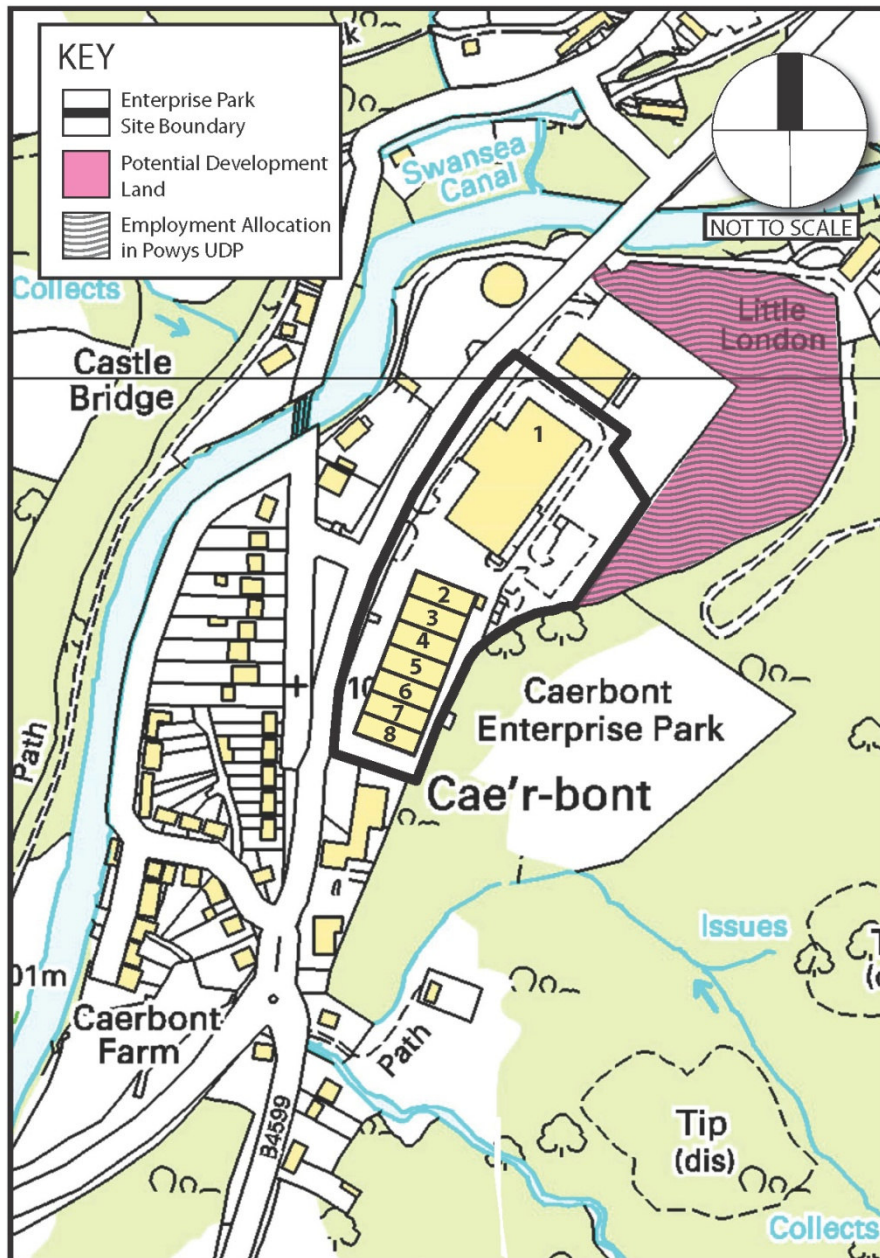 KEY
Enterprise Park
Site Boundary
Potential Development
Land
Employment Allocation
in Powys UDP
NOT TO SCALE
Swansea
Canal
Collects
Little
London
Castle
Bridge
1
2
3
4
5
6
7
8
10
Caerbont
Enterprise Park
Cae'r-bont
Path
Issues
01m
Caerbont
Farm
Path
B4599
Tip
(dis)
Collects